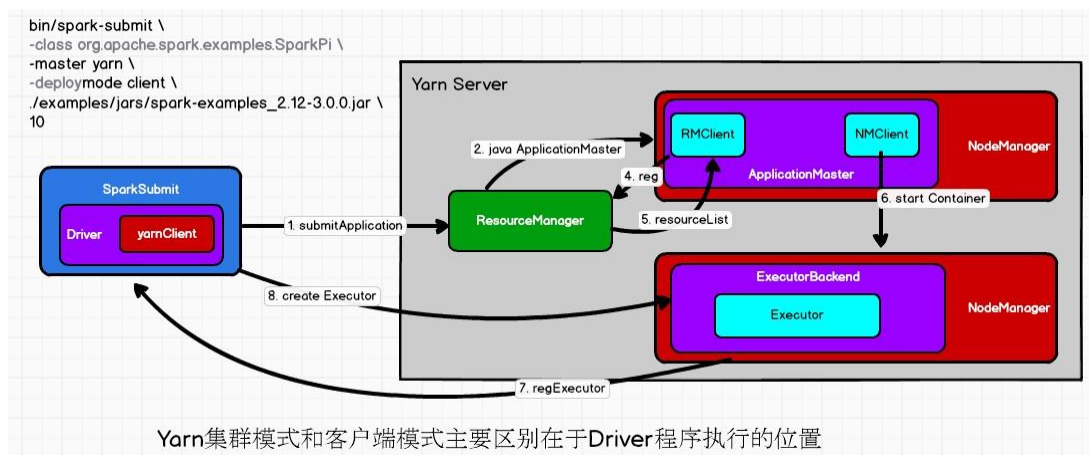 bin/spark-submit \
-class org.apache.spark.examples.SparkPi \
-master yarn \
-deploymode client \
./examples/jars/spark-examples_2.12-3.0.0.jar \
10
Yarn Server
SparkSubmit
Driver
yarnClient
1. submitApplication
ResourceManager
2. java ApplicationMaster
RMClient
NMClient
ApplicationMaster
NodeManager
4. reg
5. resourceList
6. start Container
ExecutorBackend
Executor
NodeManager
8. create Executor
7. regExecutor
Yarn集群模式和客户端模式主要区别在于Driver程序执行的位置